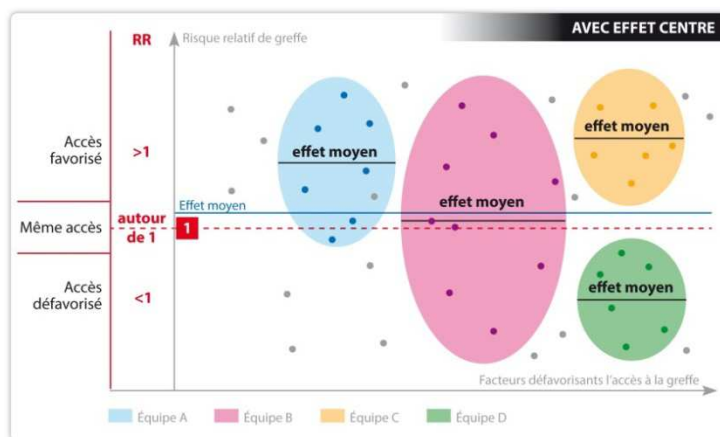 AVEC EFFET CENTRE
RR
Risque relatif de greffe
Accès
favorisé
>1
effet moyen
effet moyen
effet moyen
Effet moyen
Même accès
autour
de 1
1
Accès
défavorisé
<1
effet moyen
Facteurs défavorisants l'accès à la greffe
Équipe A
Équipe B
Équipe C
Équipe D